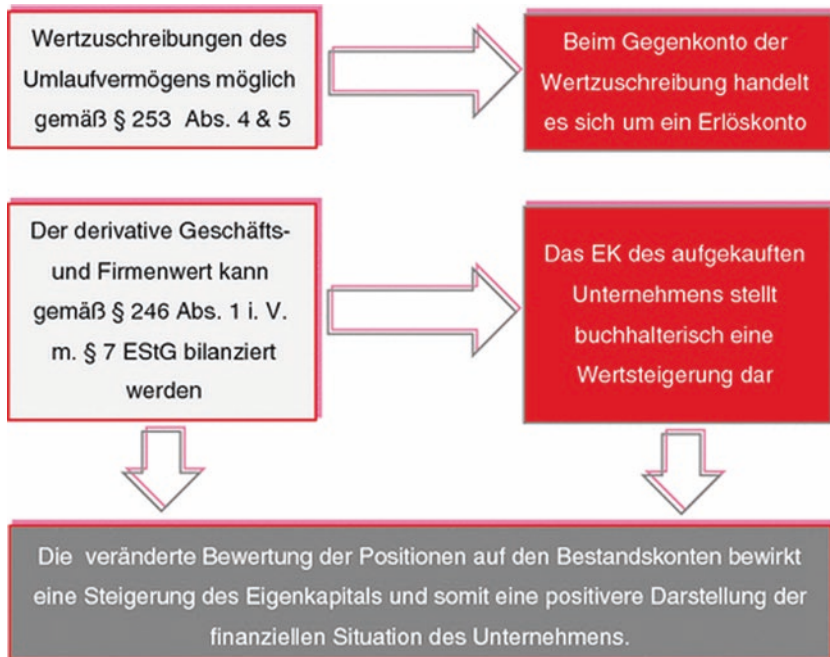 Wertzuschreibungen des
Umlaufvermögens möglich
gemäß § 253 Abs. 4 & 5
Beim Gegenkonto der
Wertzuschreibung handelt
es sich um ein Erlöskonto
Der derivative Geschäfts-
und Firmenwert kann
gemäß § 246 Abs. 1 i. V.
m. § 7 EStG bilanziert
werden
Das EK des aufgekauften
Unternehmens stellt
buchhalterisch eine
Wertsteigerung dar
Die veränderte Bewertung der Positionen auf den Bestandskonten bewirkt
eine Steigerung des Eigenkapitals und somit eine positivere Darstellung der
finanziellen Situation des Unternehmens.